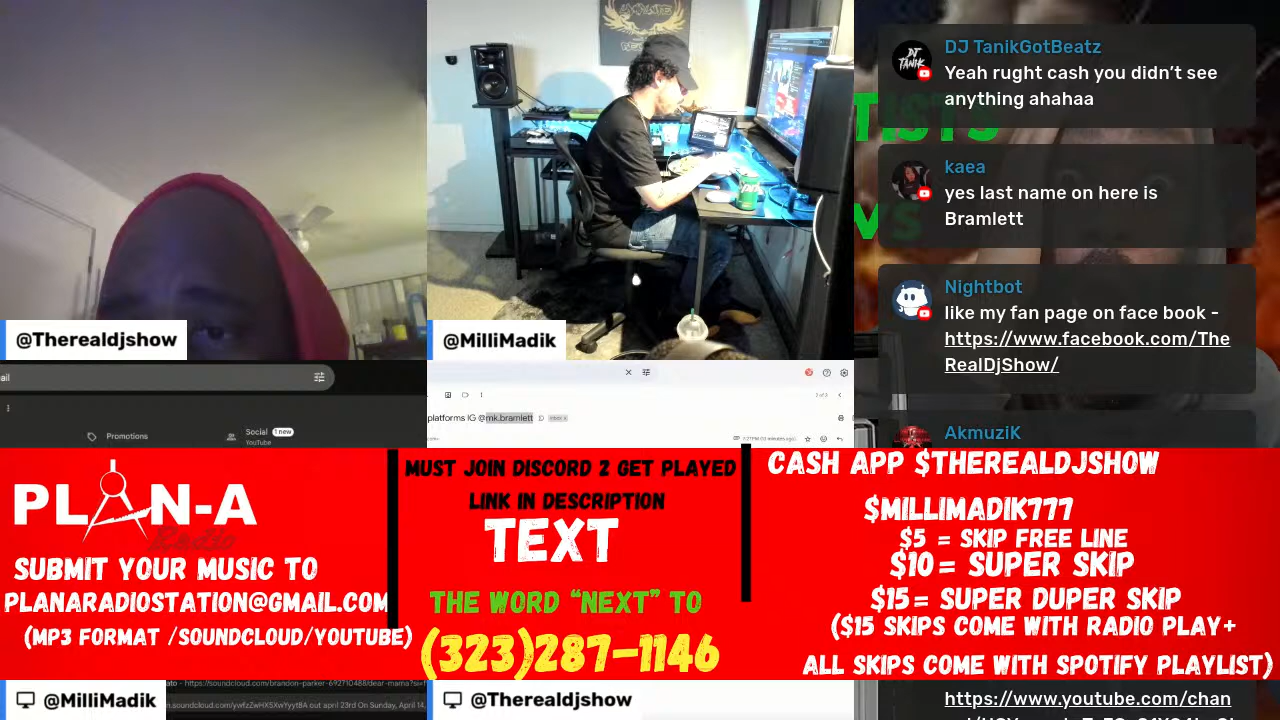 @Therealdjshow
@MilliMadik
DJ TanikGotBeatz
Yeah rught cash you didn't see
anything ahahaa
kaea
yes last name on here is
Bramlett
Nightbot
like my fan page on face book -
https://www.facebook.com/The
RealDjShow/
AkmuziK
Promotions
Social 1 new
YouTube
platforms IG @mk.bramlett
Inbox
PLAN-A
Radio
SUBMIT YOUR MUSIC TO
PLANARADIOSTATION@GMAIL.COM
(MP3 FORMAT /SOUNDCLOUD/YOUTUBE)
MUST JOIN DISCORD 2 GET PLAYED
LINK IN DESCRIPTION
TEXT
THE WORD "NEXT" TO
(323)287-1146
CASH APP $THEREALDJSHOW
$MILLIMADIK777
$5 = SKIP FREE LINE
$10 = SUPER SKIP
$15 = SUPER DUPER SKIP
($15 SKIPS COME WITH RADIO PLAY+
ALL SKIPS COME WITH SPOTIFY PLAYLIST)
@MilliMadik
@Therealdjshow
https://www.youtube.com/chan